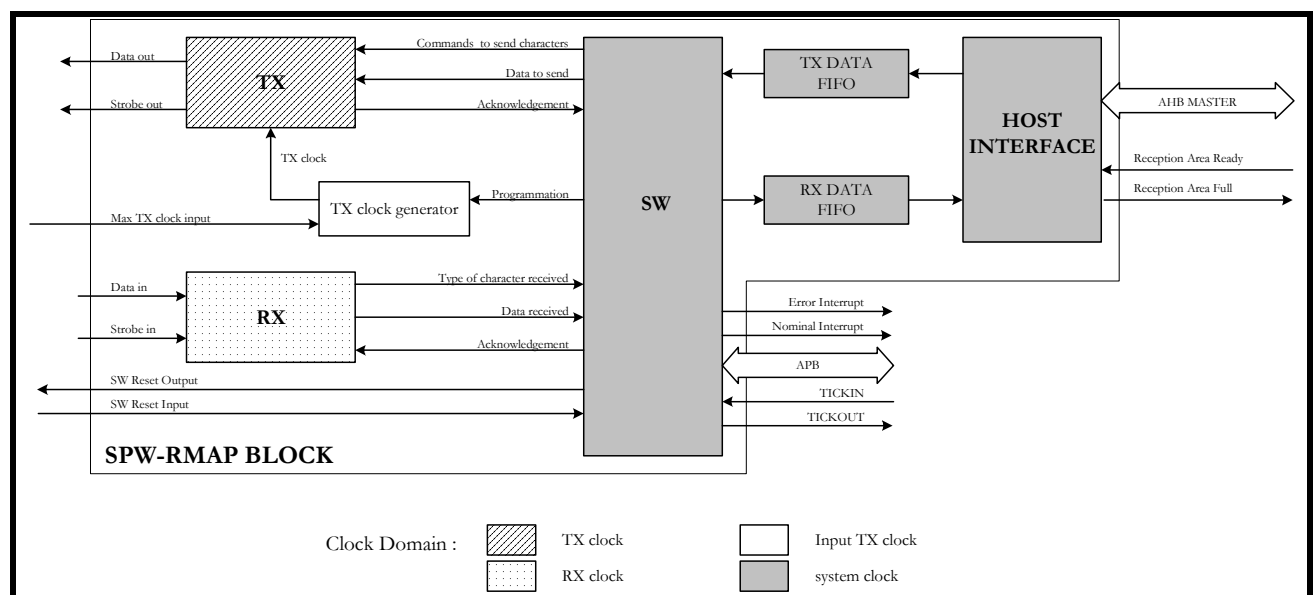 Data out
Strobe out
TX
Commands to send characters
Data to send
Acknowledgement
TX clock
TX clock generator
Programmation
Max TX clock input
SW
TX DATA
FIFO
RX DATA
FIFO
HOST
INTERFACE
AHB MASTER
Reception Area Ready
Reception Area Full
Data in
Strobe in
RX
Type of character received
Data received
Acknowledgement
SW Reset Output
SW Reset Input
Error Interrupt
Nominal Interrupt
APB
TICKIN
TICKOUT
SPW-RMAP BLOCK
Clock Domain :
TX clock
Input TX clock
RX clock
system clock